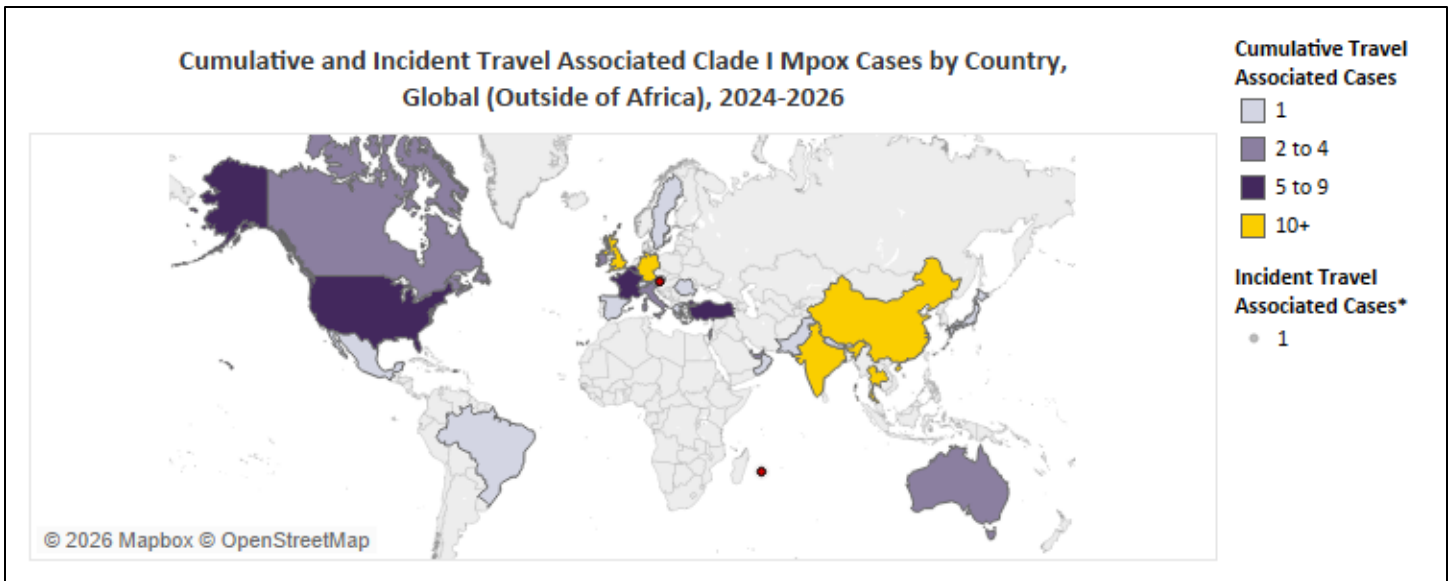 Cumulative and Incident Travel Associated Clade I Mpox Cases by Country,
Global (Outside of Africa), 2024-2026
Cumulative Travel
Associated Cases
1
2 to 4
5 to 9
10+
Incident Travel
Associated Cases*
1
© 2026 Mapbox © OpenStreetMap